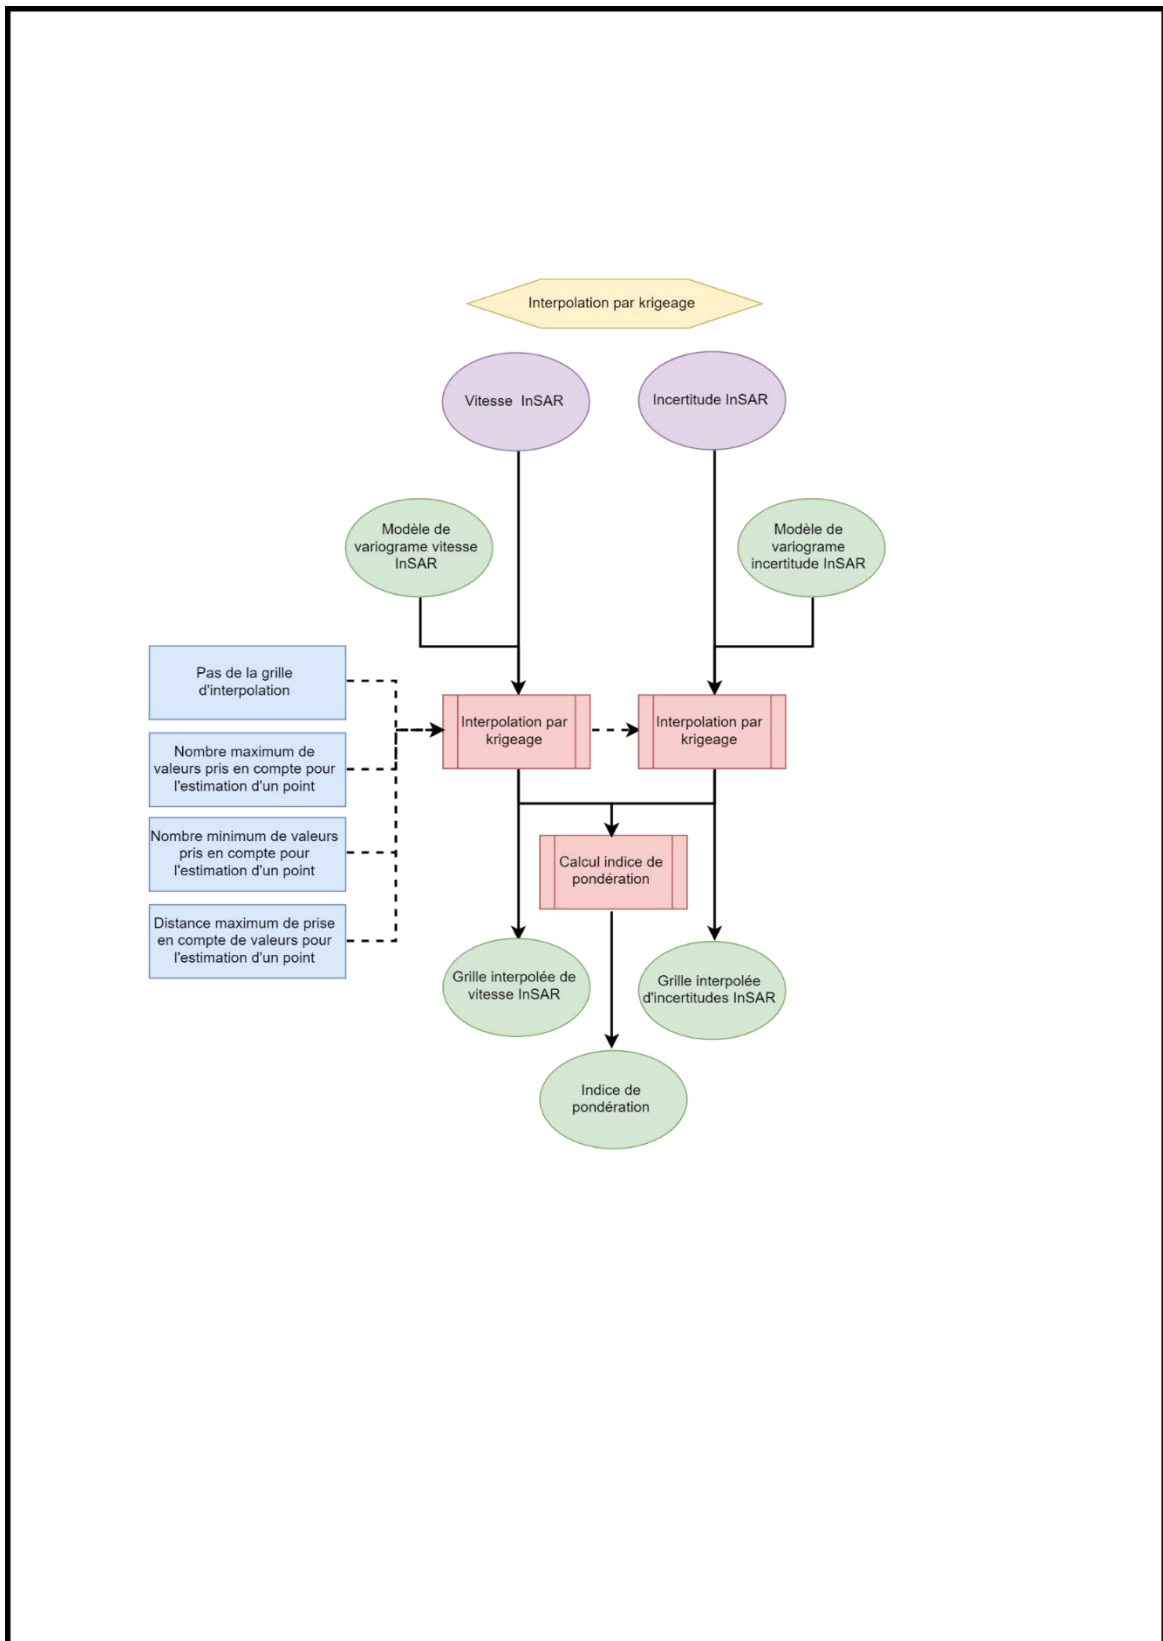 Interpolation par krigeage
Vitesse InSAR
Incertitude InSAR
Modèle de
variograme vitesse
InSAR
Modèle de
variograme
incertitude InSAR
Pas de la grille
d'interpolation
Nombre maximum de
valeurs pris en compte pour
l'estimation d'un point
Nombre minimum de valeurs
pris en compte pour
l'estimation d'un point
Distance maximum de prise
en compte de valeurs pour
l'estimation d'un point
Interpolation par
krigeage
Interpolation par
krigeage
Calcul indice de
pondération
Grille interpolée de
vitesse InSAR
Grille interpolée
d'incertitudes InSAR
Indice de
pondération